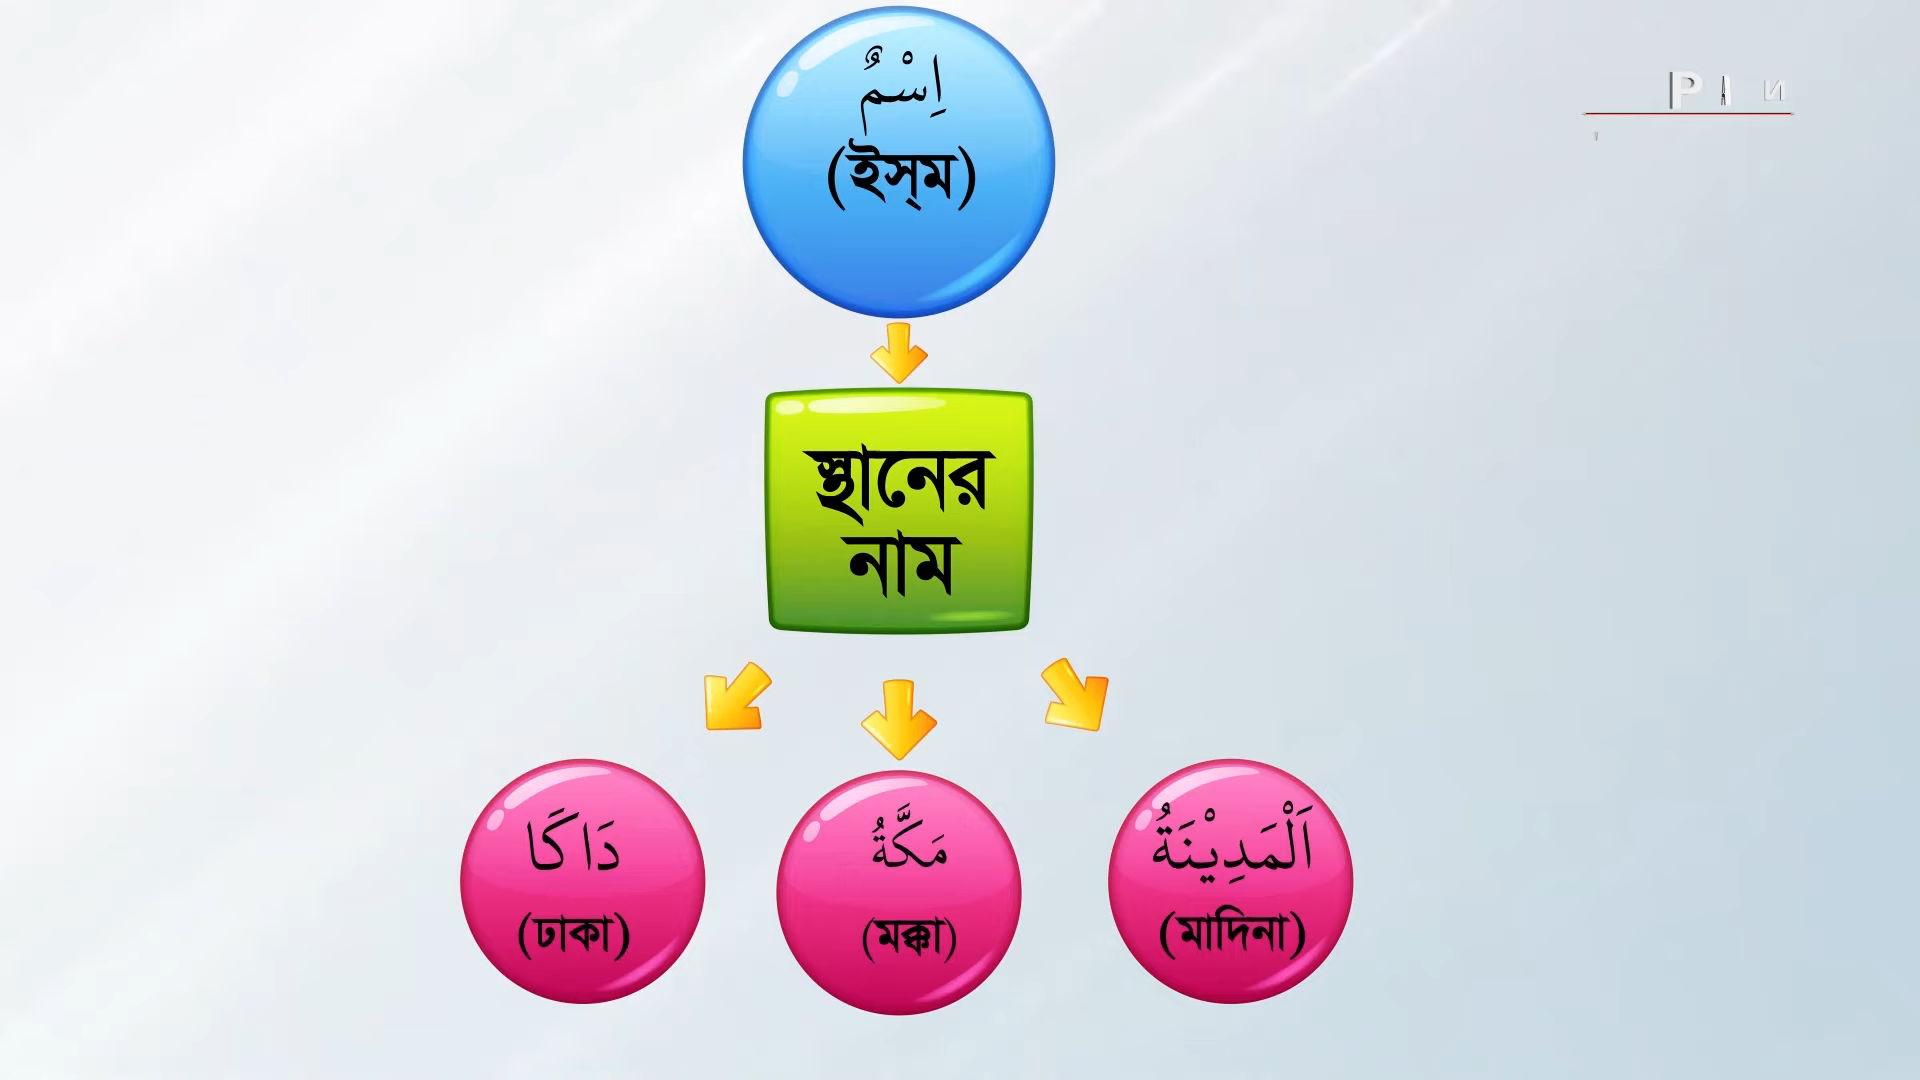 اِسْمٌ
(ইস্ম)
স্থানের
নাম
دَاكَا
(ঢাকা)
مَكَّةُ
(মক্কা)
اَلْمَدِيْنَةُ
(মাদিনা)